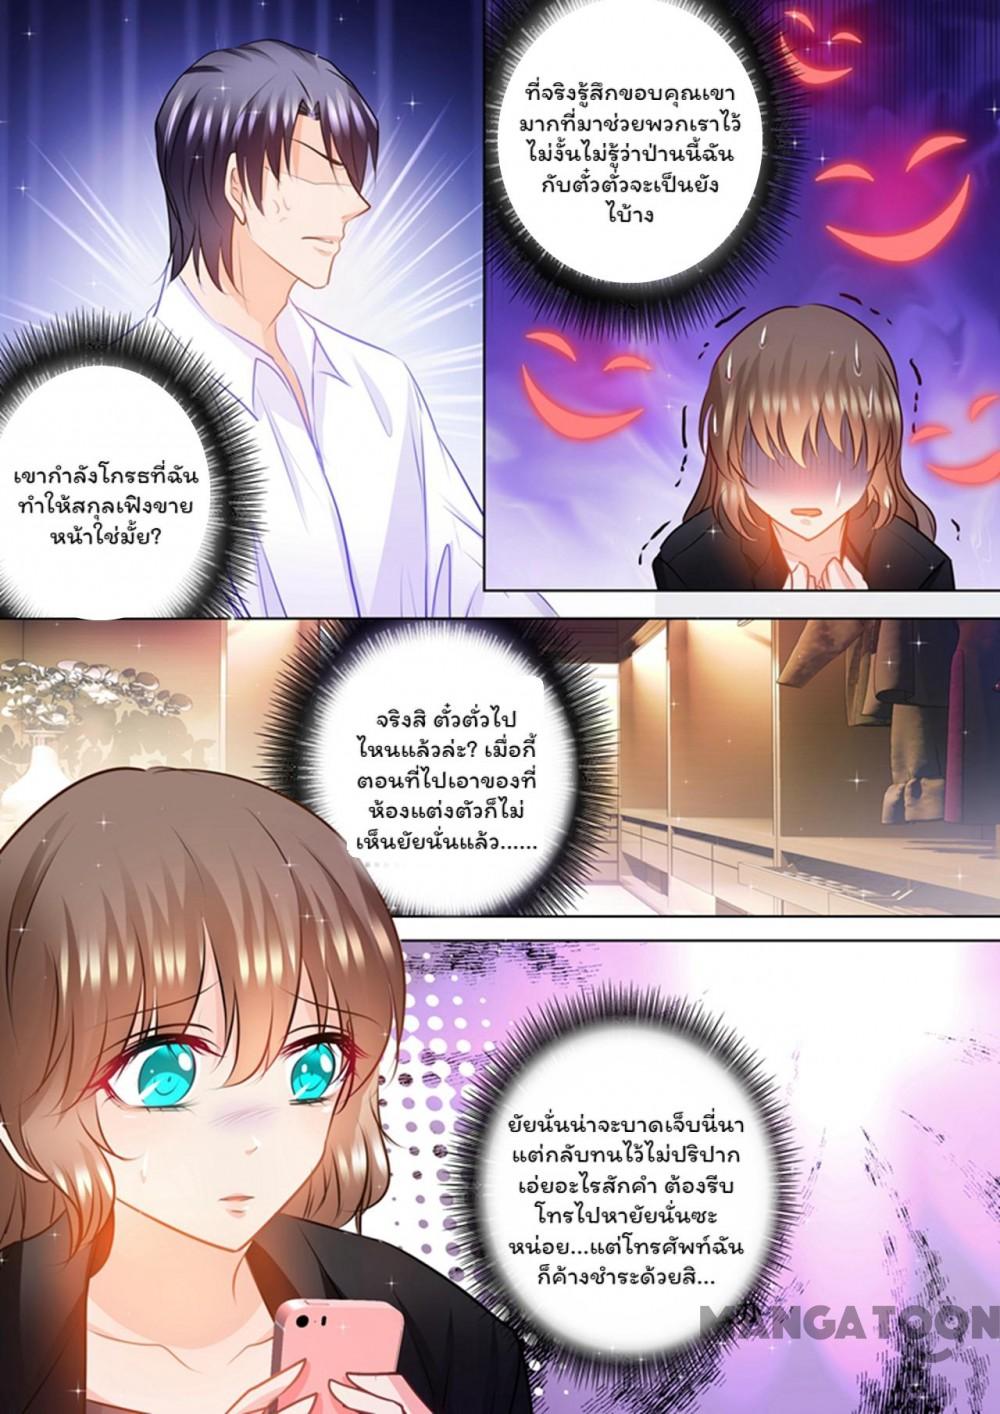 ที่จริงรู้สึกขอบคุณเขา
มากที่มาช่วยพวกเราไว้
ไม่งั้นไม่รู้ว่าป่านนี้ฉัน
กับตั๋วตั่วจะเป็นยัง
ไบ้าง
เขากำลังโกรธที่ฉัน
ทำให้สกุลเฟิงขาย
หน้าใช่มั้ย?
จริงสิ ตั๋วตั่วไป
ไหนแล้วล่ะ? เมื่อกี้
ตอนที่ไปเอาของที่
ห้องแต่งตัวก็ไม่
เห็นยัยนั่นแล้ว......
ยัยนั่นน่าจะบาดเจ็บนี่นา
แต่กลับทนไว้ไม่ปริปาก
เอ่ยอะไรสักคำ ต้องรีบ
โทรไปหายัยนั่นซะ
หน่อย...แต่โทรศัพท์ฉัน
ก็ค้างชำระด้วยสิ...
MANGATOON